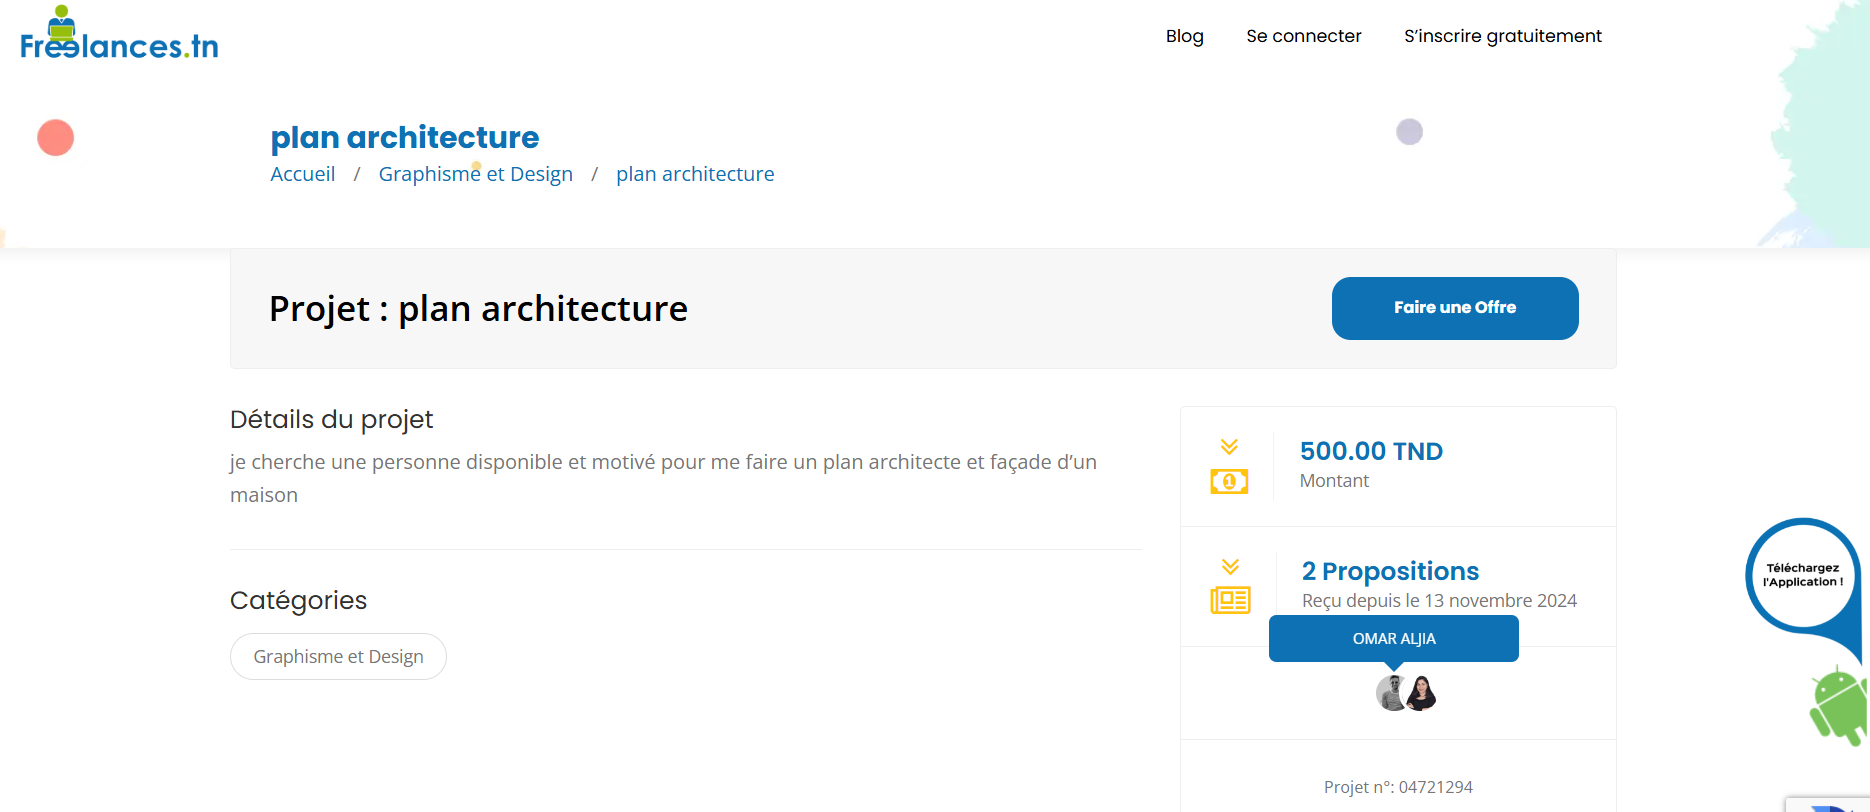 Freelances.tn
Blog
Se connecter
S’inscrire gratuitement
plan architecture
Accueil / Graphisme et Design / plan architecture
Projet : plan architecture
Faire une Offre
Détails du projet
je cherche une personne disponible et motivé pour me faire un plan architecte et façade d’un
maison
Catégories
Graphisme et Design
500.00 TND
Montant
2 Propositions
Reçu depuis le 13 novembre 2024
OMAR ALJIA
Projet n°: 04721294
Téléchargez
l'Application !